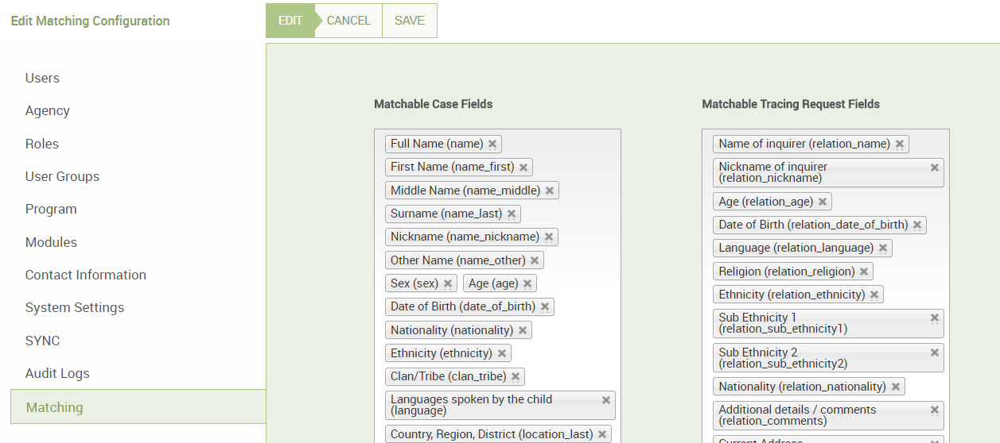 Edit Matching Configuration
EDIT
CANCEL
SAVE
Users
Agency
Roles
User Groups
Program
Modules
Contact Information
System Settings
SYNC
Audit Logs
Matching
Matchable Case Fields
Full Name (name)
First Name (name_first)
Middle Name (name_middle)
Surname (name_last)
Nickname (name_nickname)
Other Name (name_other)
Sex (sex) Age (age)
Date of Birth (date_of_birth)
Nationality (nationality)
Ethnicity (ethnicity)
Clan/Tribe (clan_tribe)
Languages spoken by the child
(language)
Country, Region, District (location_last)
Matchable Tracing Request Fields
Name of inquirer (relation_name)
Nickname of inquirer
(relation_nickname)
Age (relation_age)
Date of Birth (relation_date_of_birth)
Language (relation_language)
Religion (relation_religion)
Ethnicity (relation_ethnicity)
Sub Ethnicity 1
(relation_sub_ethnicity1)
Sub Ethnicity 2
(relation_sub_ethnicity2)
Nationality (relation_nationality)
Additional details / comments
(relation_comments)
Current Address